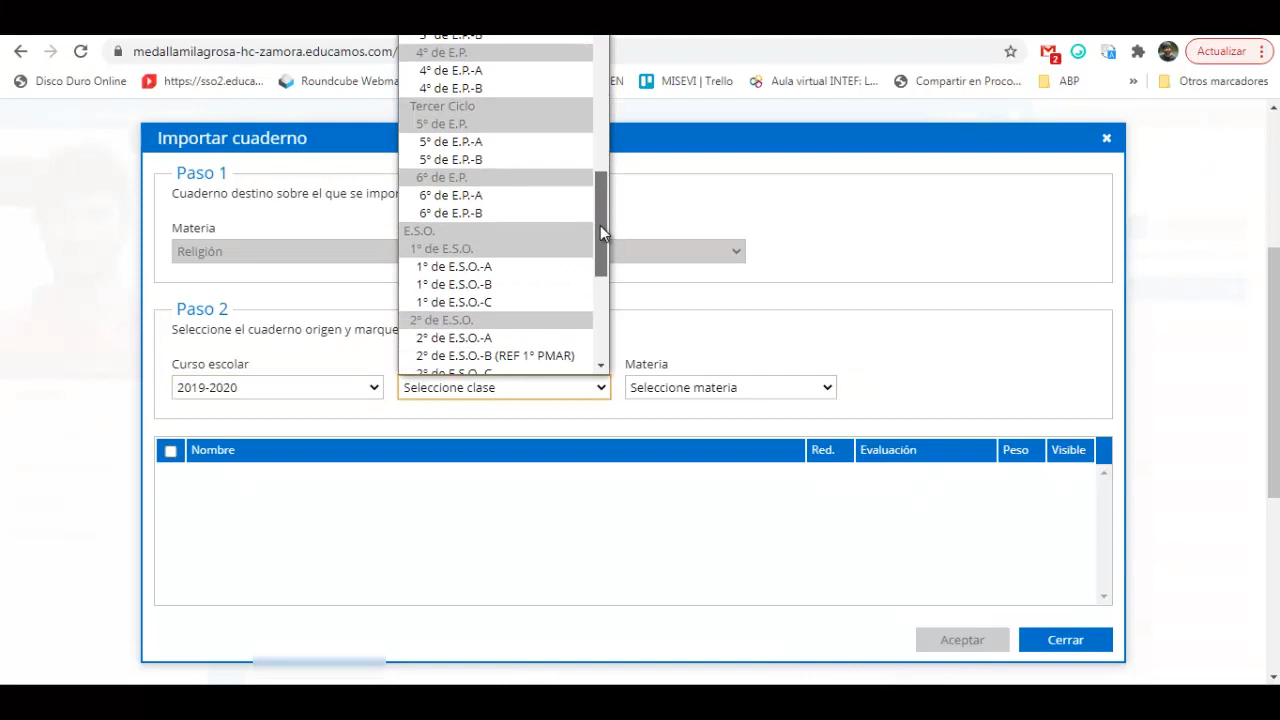 medallamilagrosa-hc-zamora.educamos.com/
2
Actualizar
Disco Duro Online
https://sso2.educa...
Roundcube Webma
EN
MISEVI | Trello
Aula virtual INTEF: L...
Compartir en Proco...
ABP
»
Otros marcadores
Importar cuaderno
Paso 1
Cuaderno destino sobre el que se impor
Materia
Religión
Paso 2
Seleccione el cuaderno origen y marque
Curso escolar
2019-2020
3º de E.P.-B
4º de E.P.
4º de E.P.-A
4º de E.P.-B
Tercer Ciclo
5º de E.P.
5º de E.P.-A
5º de E.P.-B
6º de E.P.
6º de E.P.-A
6º de E.P.-B
E.S.O.
1º de E.S.O.
1º de E.S.O.-A
1º de E.S.O.-B
1º de E.S.O.-C
2º de E.S.O.
2º de E.S.O.-A
2º de E.S.O.-B (REF 1º PMAR)
2º de E.S.O.-C
Seleccione clase
Materia
Seleccione materia
Nombre
Red.
Evaluación
Peso
Visible
Aceptar
Cerrar